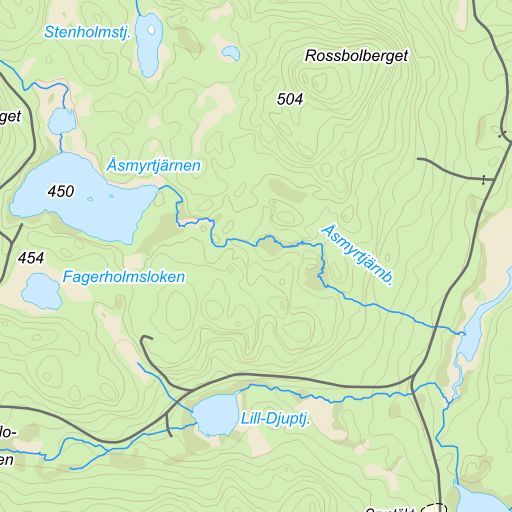 Stenholmstj.
Rossbolberget
504
get
Åsmyrtjärnen
450
Åsmyrtjärnb.
454
Fagerholmsloken
Lill-Djuptj.
lo-
en